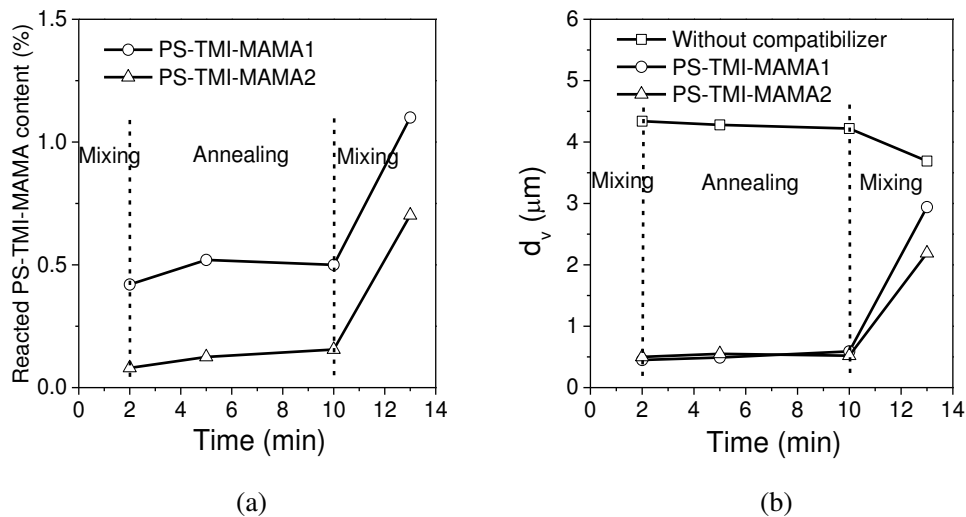 1.5
1.0
0.5
0.0
Reacted PS-TMI-MAMA content (%)
PS-TMI-MAMA1
PS-TMI-MAMA2
Mixing
Annealing
Mixing
0 2 4 6 8 10 12 14
Time (min)
(a)
6
5
4
3
2
1
0
d_v (μm)
Without compatibilizer
PS-TMI-MAMA1
PS-TMI-MAMA2
Mixing
Annealing
Mixing
0 2 4 6 8 10 12 14
Time (min)
(b)